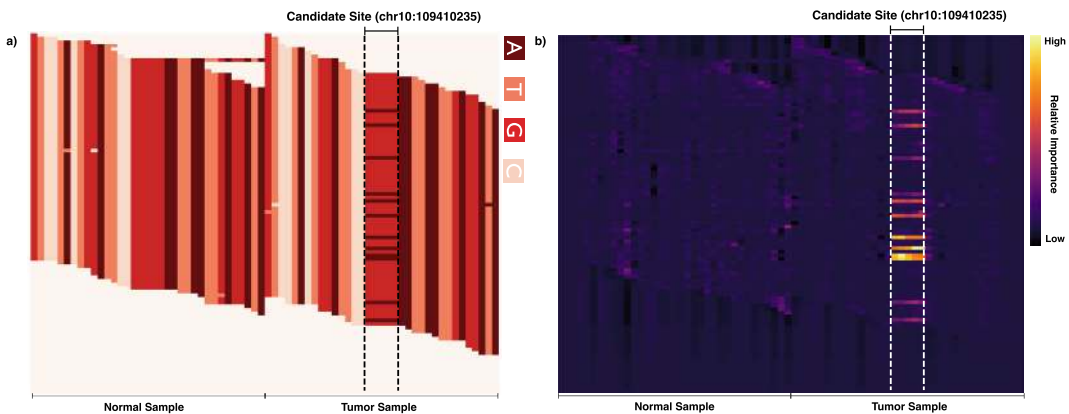 Candidate Site (chr10:109410235)
a)
A
T
G
C
Normal Sample
Tumor Sample
Candidate Site (chr10:109410235)
b)
High
Relative Importance
Low
Normal Sample
Tumor Sample